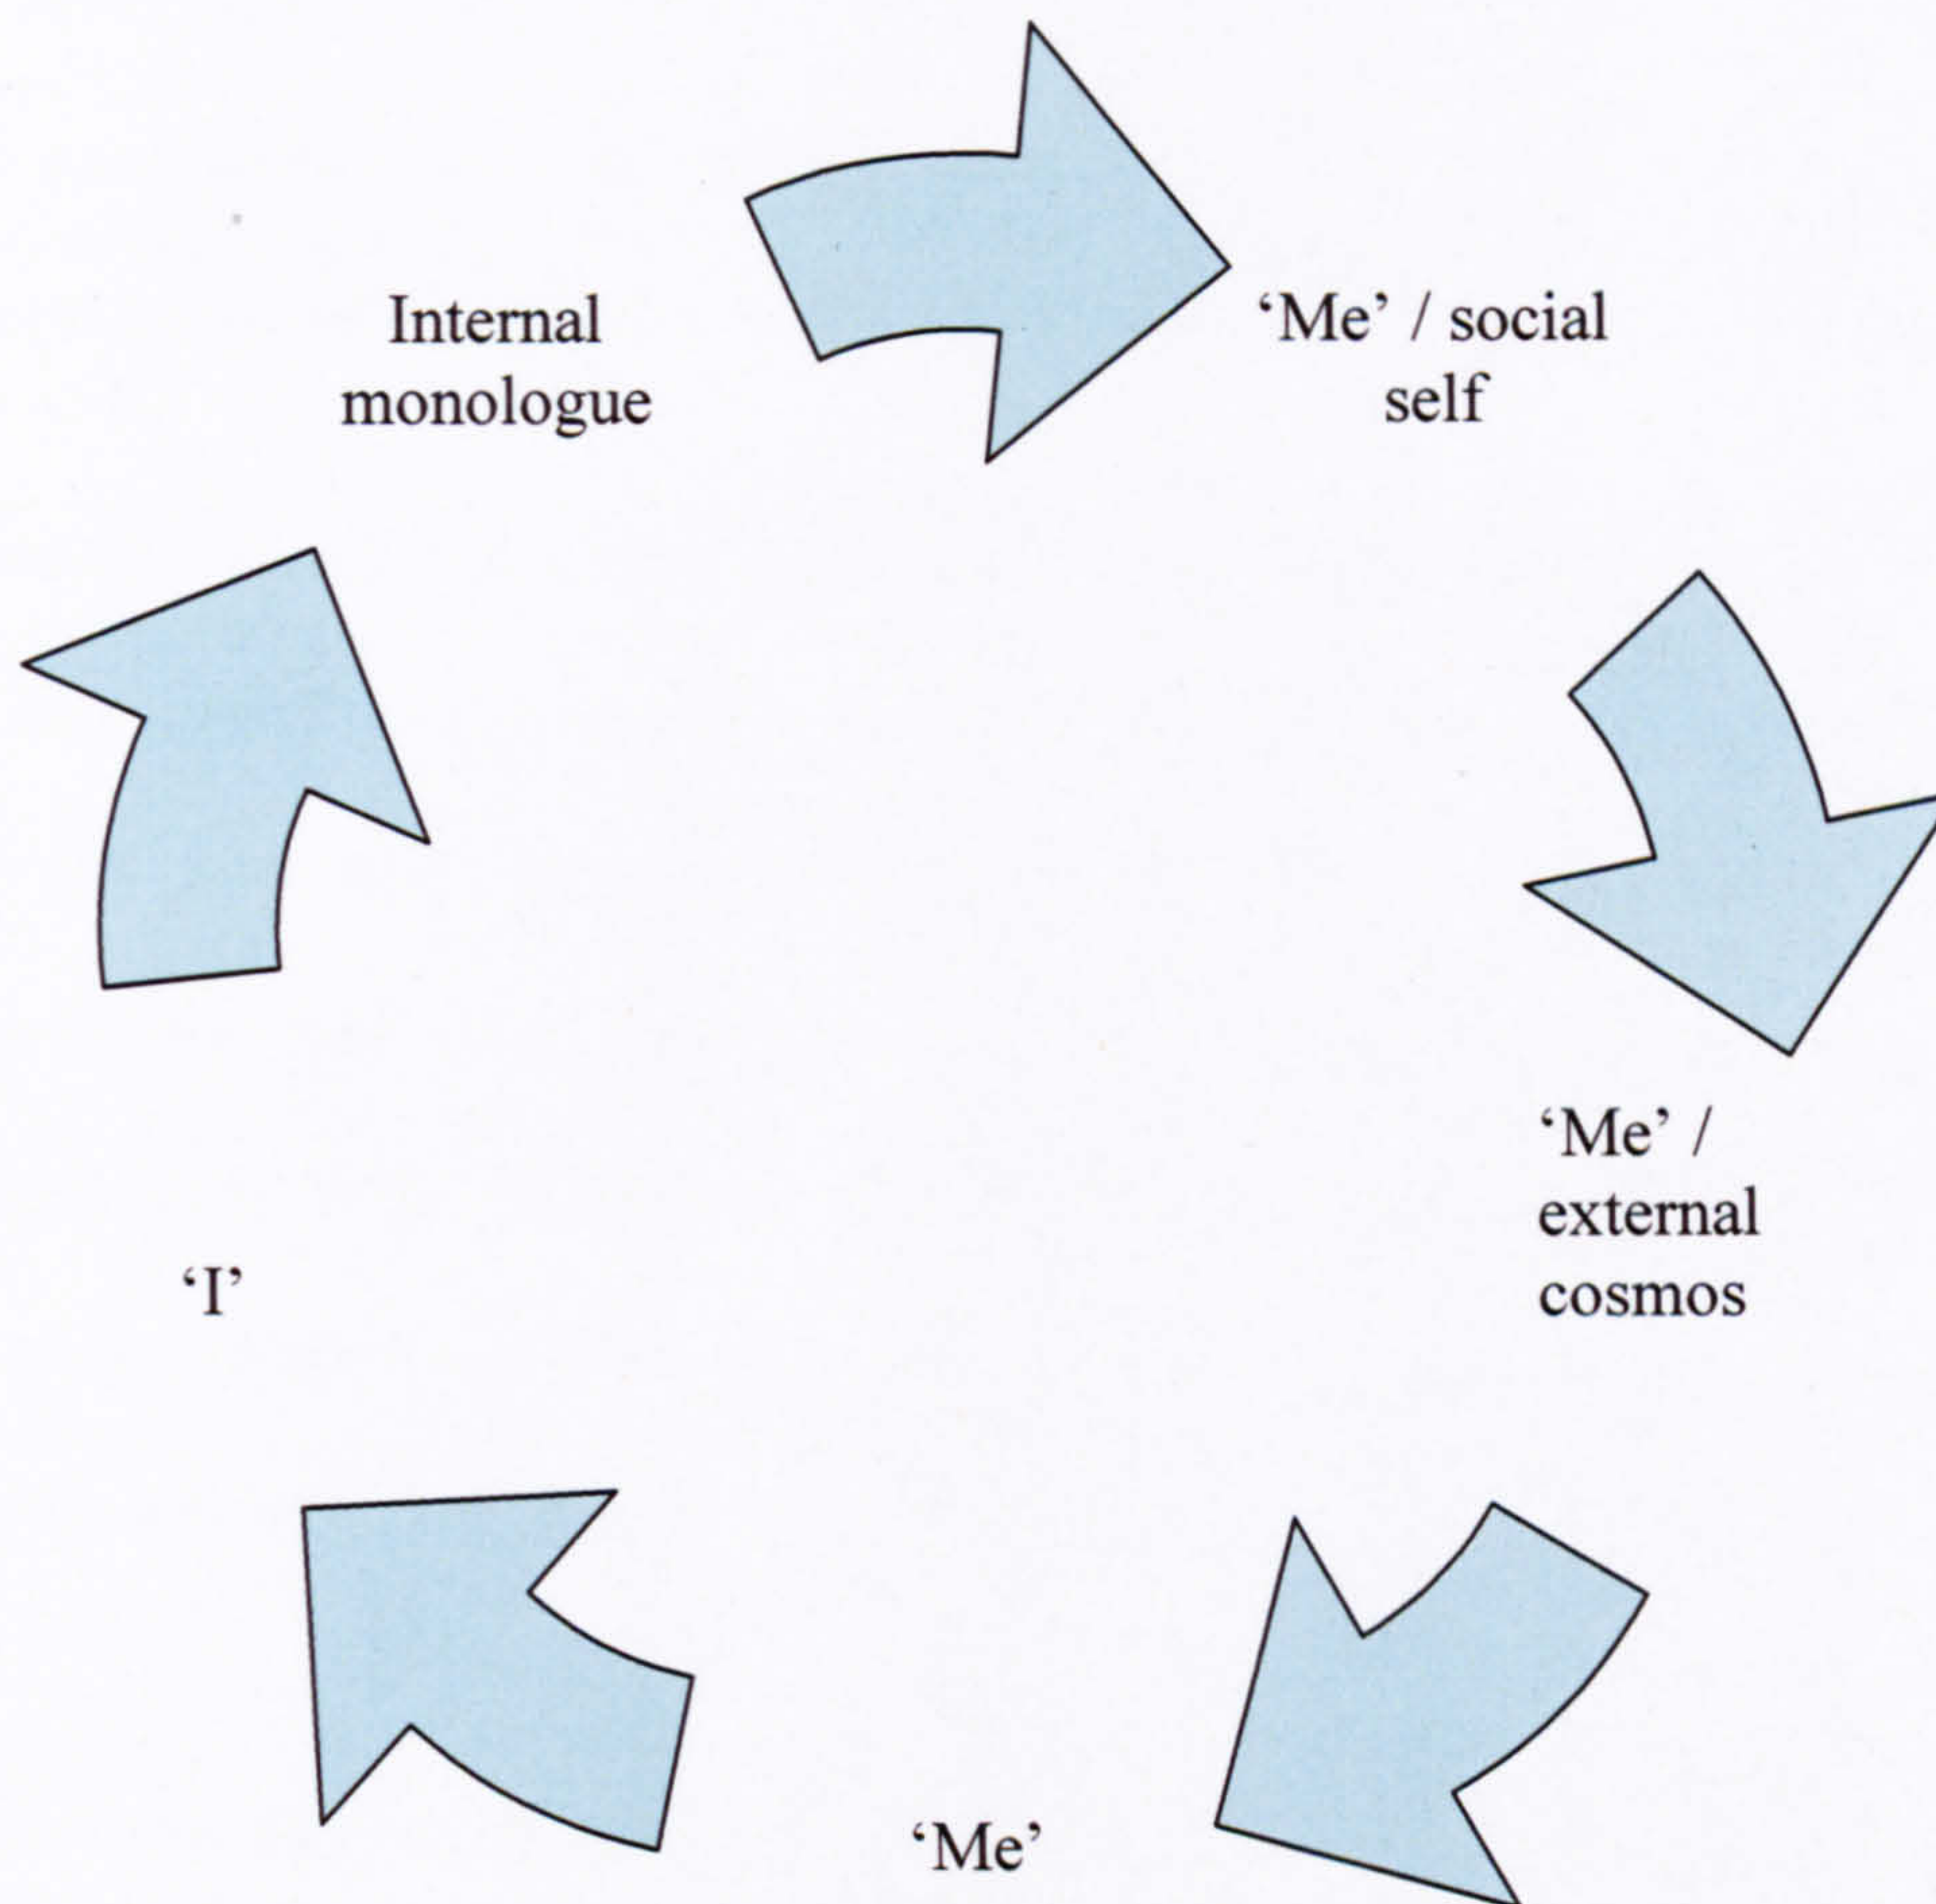 Internal
monologue
‘Me’ / social
self
‘Me’ /
external
cosmos
‘I’
‘Me’